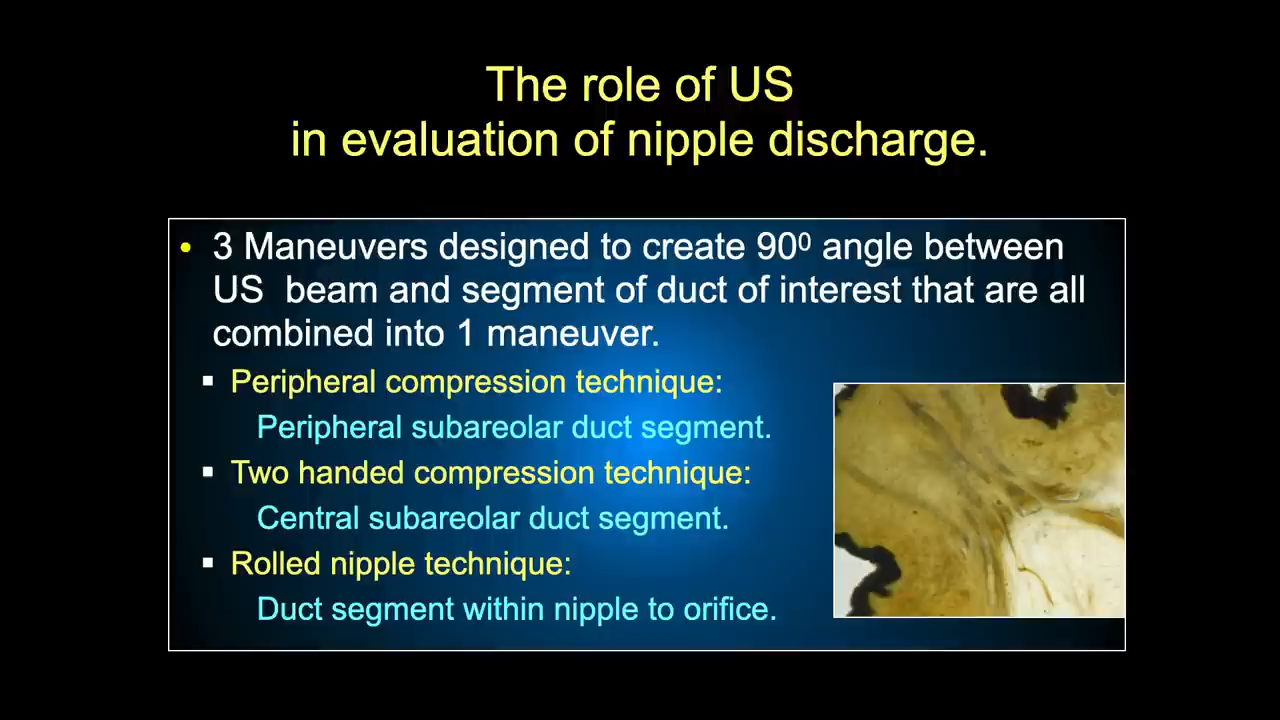 The role of US
in evaluation of nipple discharge.
• 3 Maneuvers designed to create 90⁰ angle between
US beam and segment of duct of interest that are all
combined into 1 maneuver.
▪ Peripheral compression technique:
Peripheral subareolar duct segment.
▪ Two handed compression technique:
Central subareolar duct segment.
▪ Rolled nipple technique:
Duct segment within nipple to orifice.